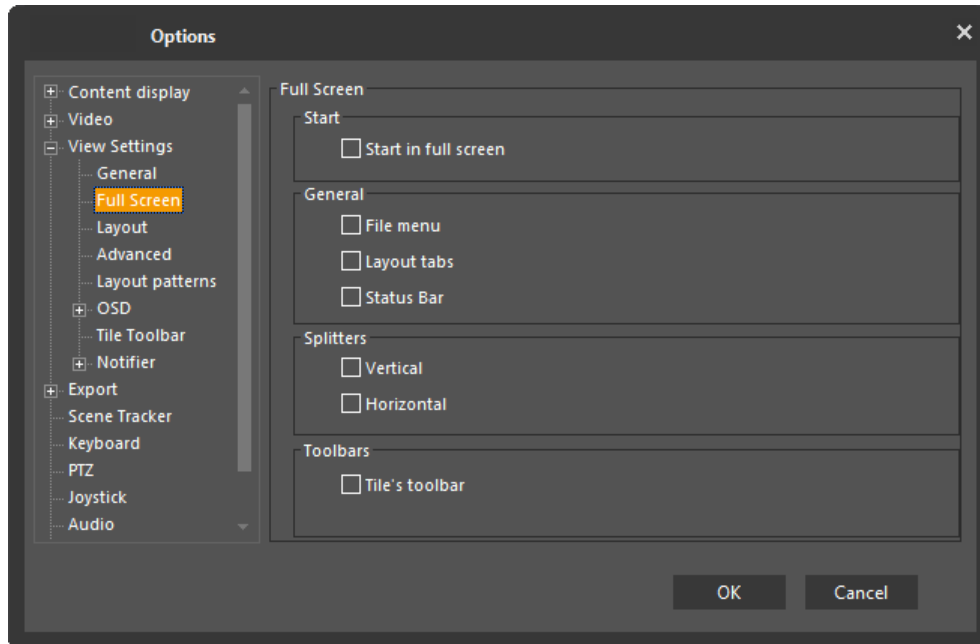 Options
Content display
Video
View Settings
General
Full Screen
Layout
Advanced
Layout patterns
OSD
Tile Toolbar
Notifier
Export
Scene Tracker
Keyboard
PTZ
Joystick
Audio
Full Screen
Start
Start in full screen
General
File menu
Layout tabs
Status Bar
Splitters
Vertical
Horizontal
Toolbars
Tile's toolbar
OK
Cancel